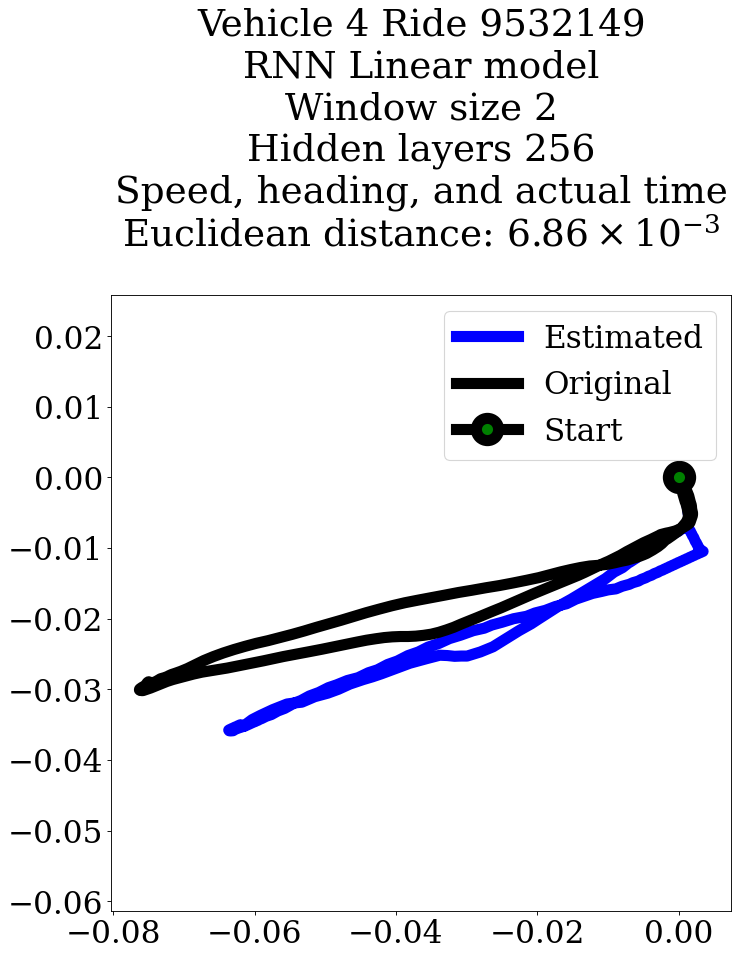 Vehicle 4 Ride 9532149
RNN Linear model
Window size 2
Hidden layers 256
Speed, heading, and actual time
Euclidean distance: 6.86 × 10⁻³
Estimated
Original
Start
0.02
0.01
0.00
−0.01
−0.02
−0.03
−0.04
−0.05
−0.06
−0.08 −0.06 −0.04 −0.02 0.00